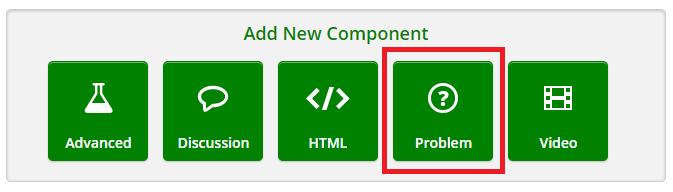 Add New Component
Advanced
Discussion
HTML
Problem
Video